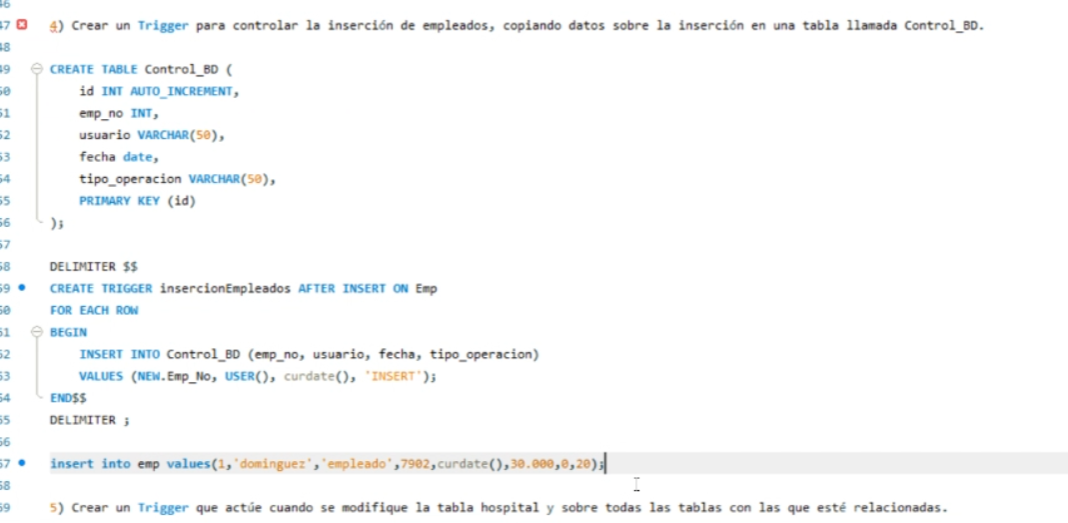 46
47 4) Crear un Trigger para controlar la inserción de empleados, copiando datos sobre la inserción en una tabla llamada Control_BD.
48
49 CREATE TABLE Control_BD (
50 id INT AUTO_INCREMENT,
51 emp_no INT,
52 usuario VARCHAR(50),
53 fecha date,
54 tipo_operacion VARCHAR(50),
55 PRIMARY KEY (id)
56 );
57
58 DELIMITER $$
59 CREATE TRIGGER insercionEmpleados AFTER INSERT ON Emp
60 FOR EACH ROW
61 BEGIN
62 INSERT INTO Control_BD (emp_no, usuario, fecha, tipo_operacion)
63 VALUES (NEW.Emp_No, USER(), curdate(), 'INSERT');
64 END$$
65 DELIMITER ;
66
67 insert into emp values(1,'dominguez','empleado',7902,curdate(),30.000,0,20);
68
69 5) Crear un Trigger que actúe cuando se modifique la tabla hospital y sobre todas las tablas con las que esté relacionadas.